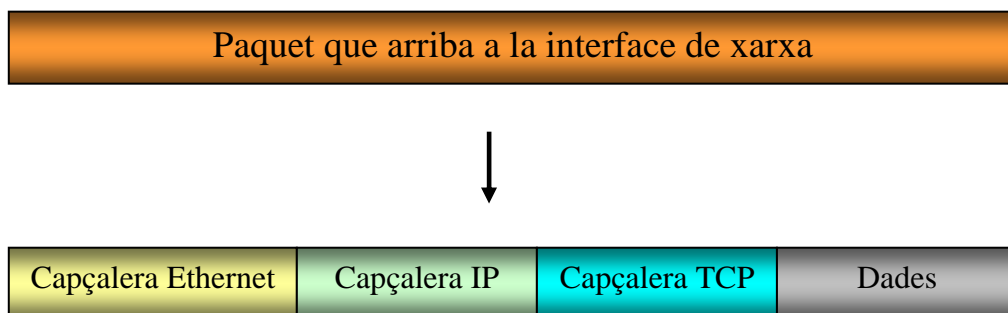 Paquet que arriba a la interface de xarxa
Capçalera Ethernet
Capçalera IP
Capçalera TCP
Dades